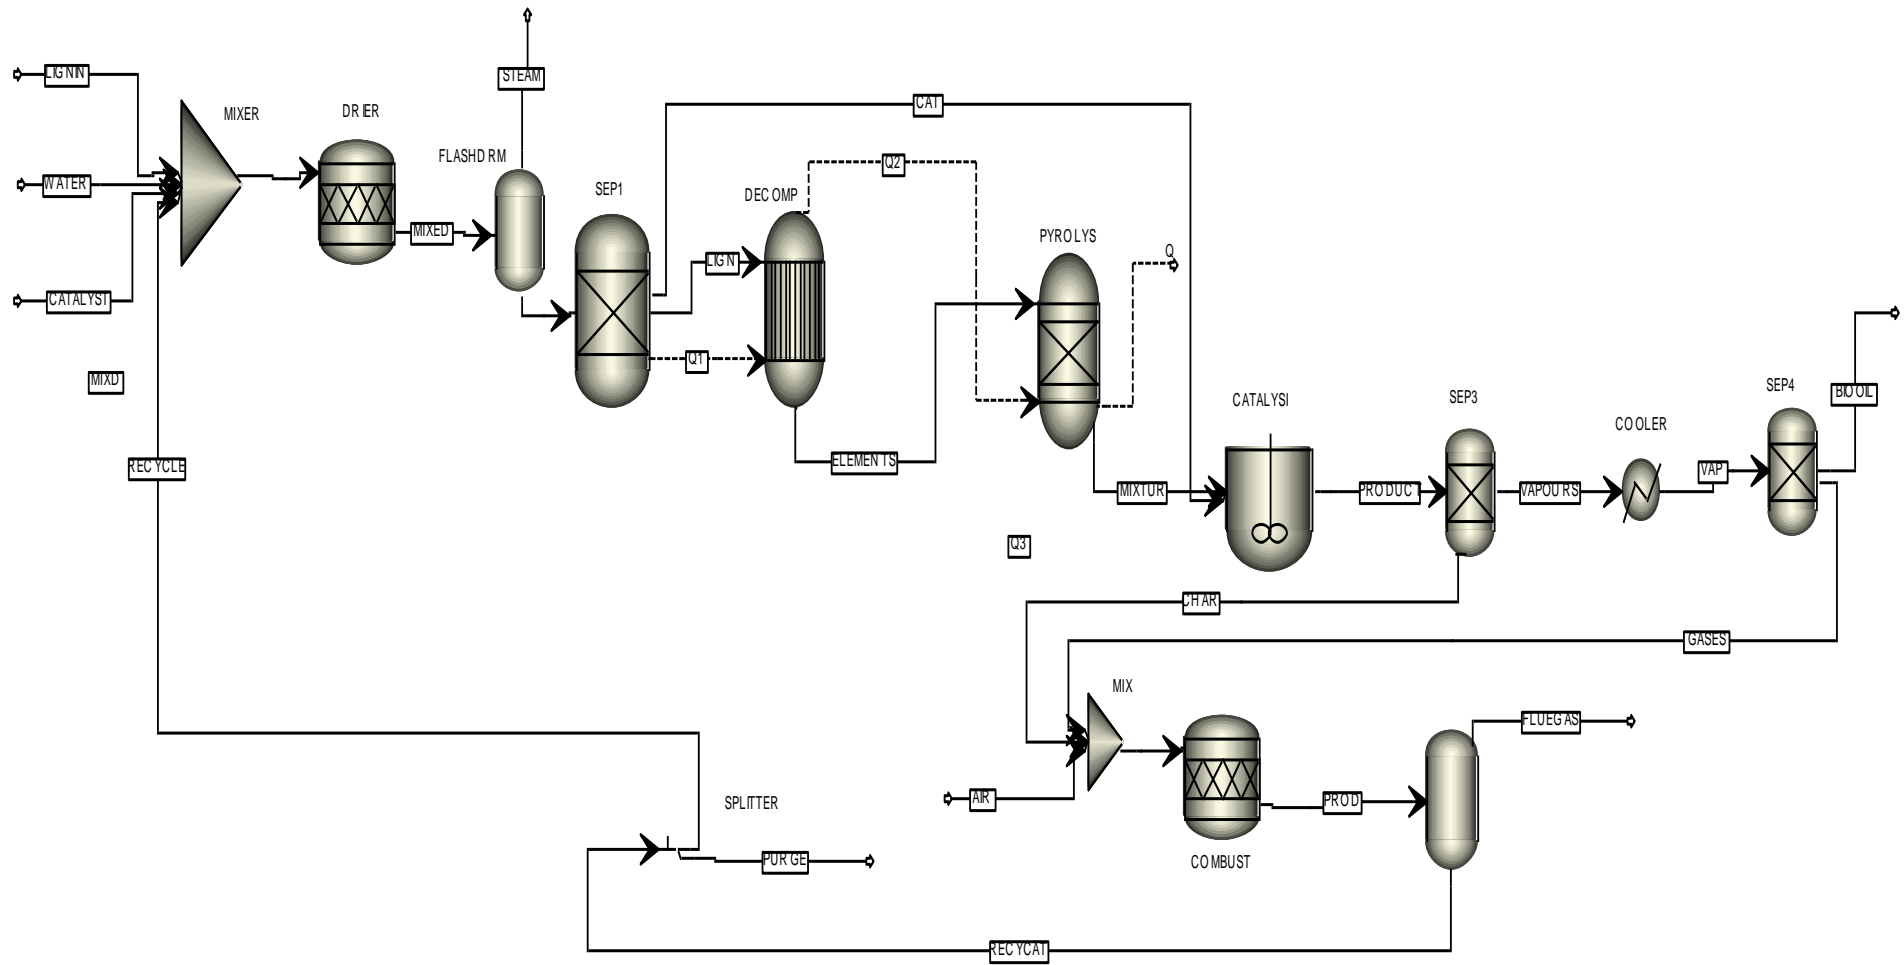 LIGNIN
WATER
CATALYST
MIXER
DRIER
MIXED
FLASHDRM
STEAM
SEP1
CAT
LIGN
Q1
DECOMP
Q2
PYROLYS
Q
ELEMENTS
MIXTUR
CATALYSI
PRODUCT
SEP3
VAPOURS
COOLER
VAP
SEP4
BIOOIL
MIXD
RECYCLE
Q3
CHAR
GASES
MIX
AIR
COMBUST
PROD
FLUEGAS
SPLITTER
PURGE
RECYCAT